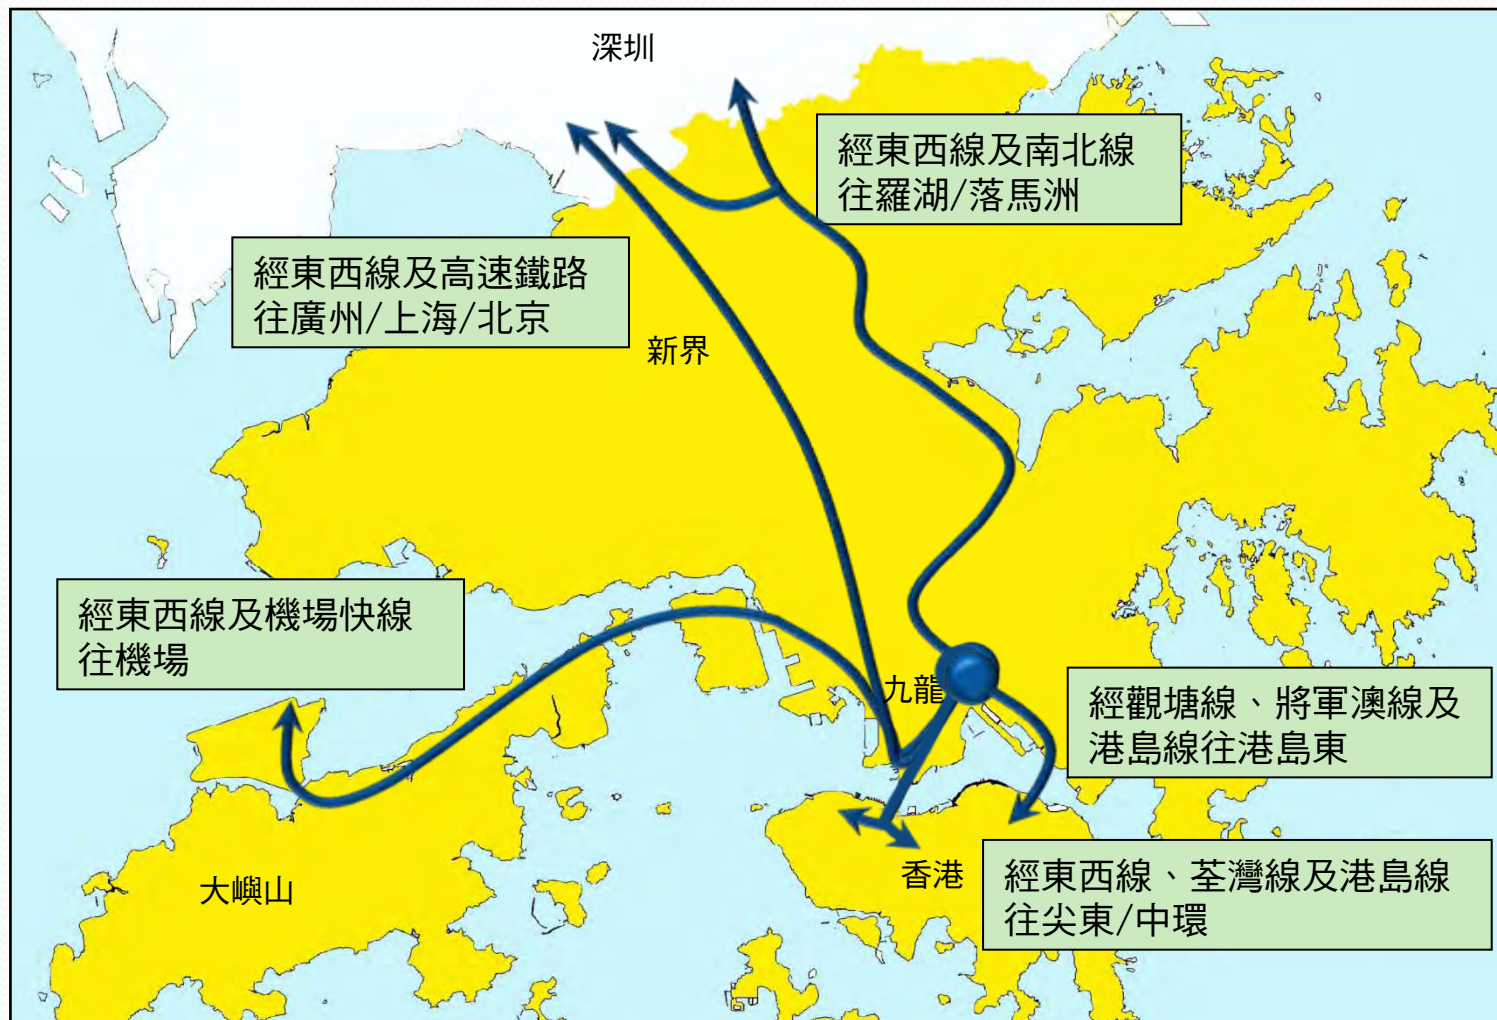 深圳
經東西線及南北線
往羅湖/落馬洲
經東西線及高速鐵路
往廣州/上海/北京
新界
經東西線及機場快線
往機場
九龍
經觀塘線、將軍澳線及
港島線往港島東
香港
經東西線、荃灣線及港島線
往尖東/中環
大嶼山